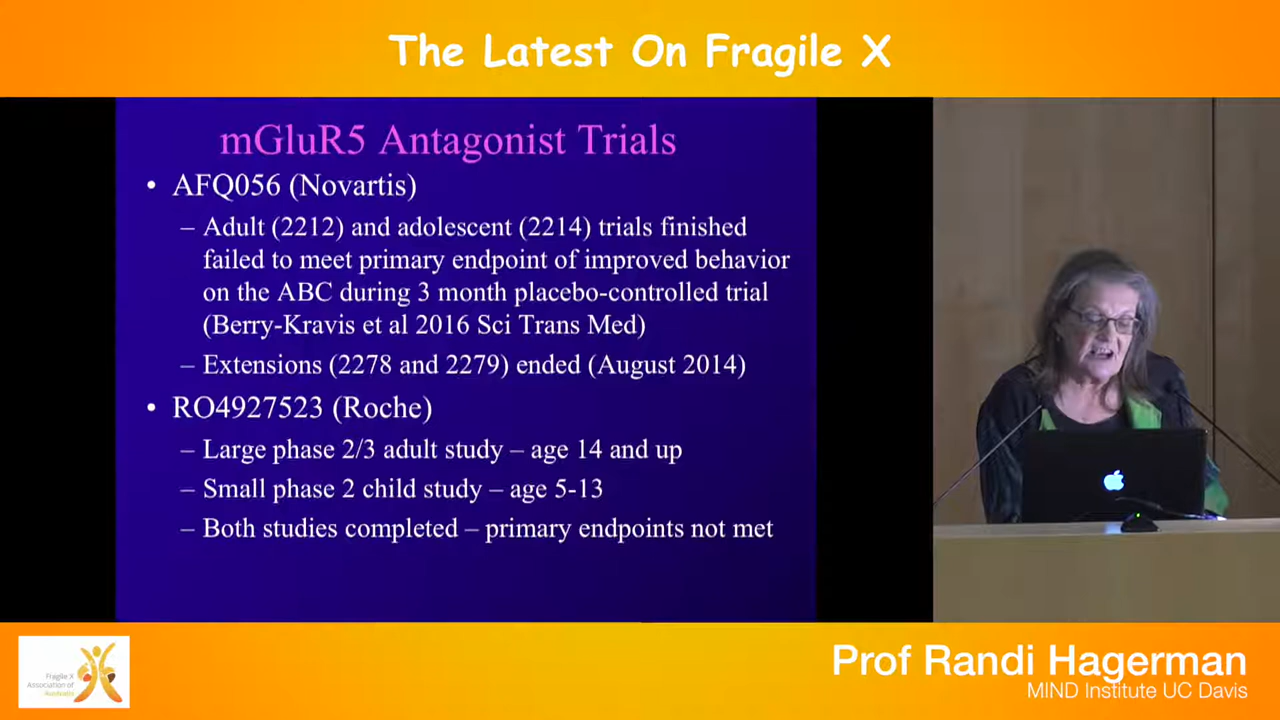 The Latest On Fragile X
mGluR5 Antagonist Trials
• AFQ056 (Novartis)
– Adult (2212) and adolescent (2214) trials finished
failed to meet primary endpoint of improved behavior
on the ABC during 3 month placebo-controlled trial
(Berry-Kravis et al 2016 Sci Trans Med)
– Extensions (2278 and 2279) ended (August 2014)
• RO4927523 (Roche)
– Large phase 2/3 adult study – age 14 and up
– Small phase 2 child study – age 5-13
– Both studies completed – primary endpoints not met
Fragile X
Association of
Australia
Prof Randi Hagerman
MIND Institute UC Davis